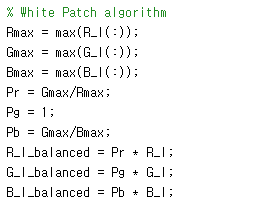 % White Patch algorithm
Rmax = max(R_I(:));
Gmax = max(G_I(:));
Bmax = max(B_I(:));
Pr = Gmax/Rmax;
Pg = 1;
Pb = Gmax/Bmax;
R_I_balanced = Pr * R_I;
G_I_balanced = Pg * G_I;
B_I_balanced = Pb * B_I;